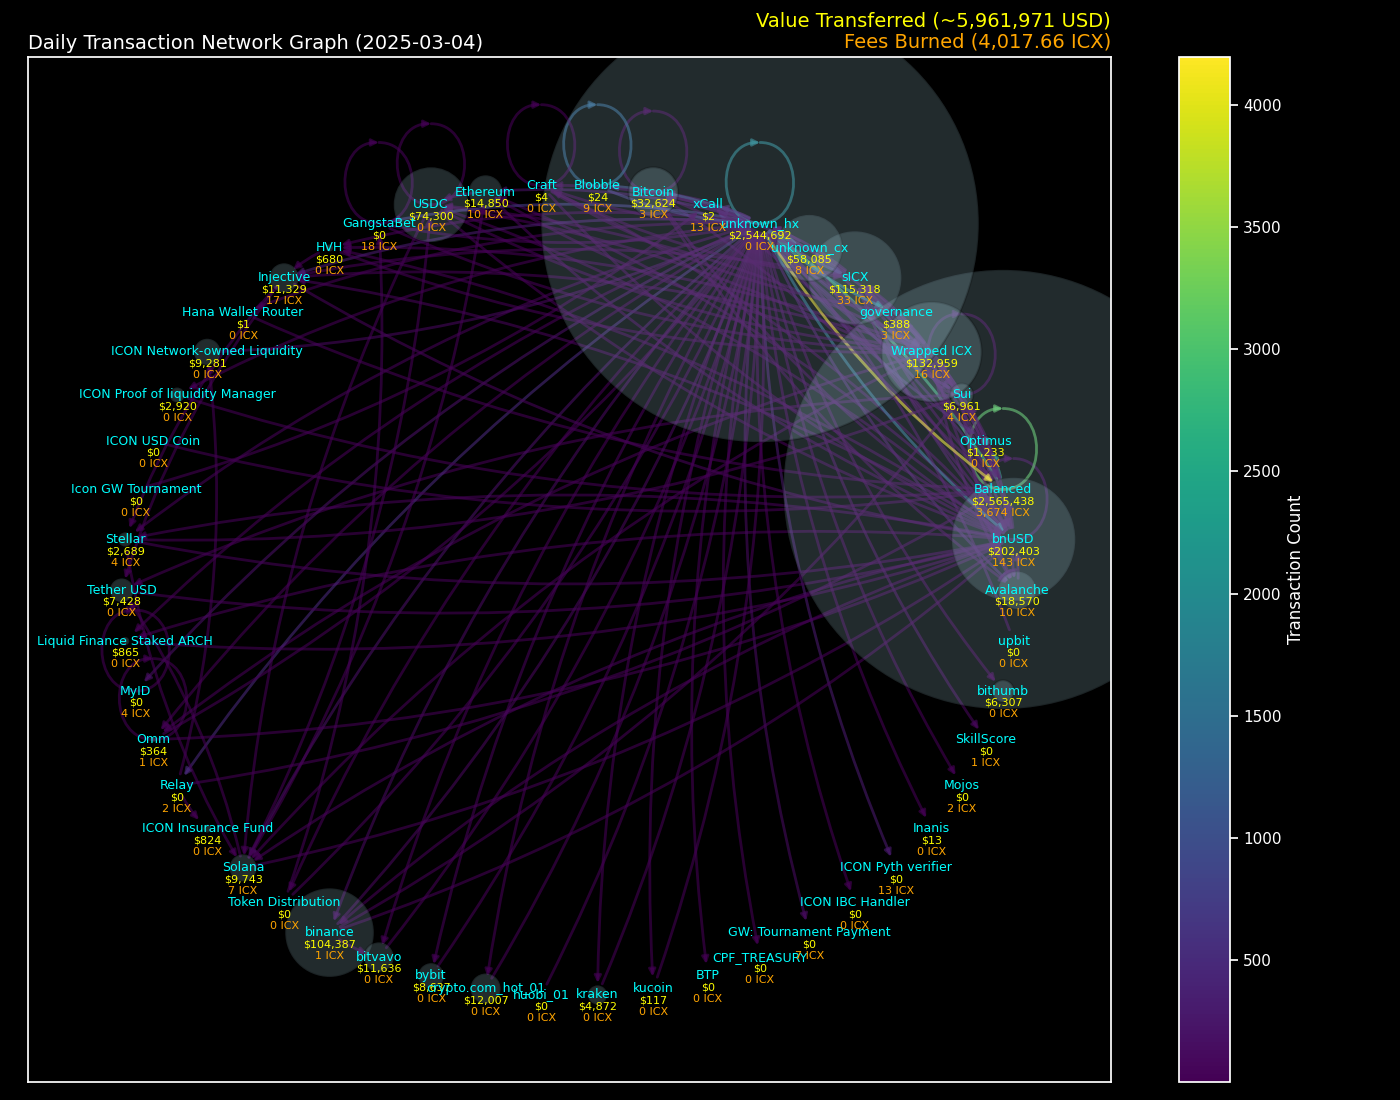 Value Transferred (~5,961,971 USD)
Daily Transaction Network Graph (2025-03-04)
Fees Burned (4,017.66 ICX)
Craft
$4
0 ICX
Blobble
$24
9 ICX
Bitcoin
$32,624
3 ICX
Ethereum
$14,850
10 ICX
xCall
$2
13 ICX
USDC
$74,300
0 ICX
GangstaBet
$0
18 ICX
unknown_hx
$2,544,692
0 ICX
HVH
$680
0 ICX
unknown_cx
$58,085
8 ICX
Injective
$11,329
17 ICX
sICX
$115,318
33 ICX
Hana Wallet Router
$1
0 ICX
governance
$388
3 ICX
ICON Network-owned Liquidity
$9,281
0 ICX
Wrapped ICX
$132,959
16 ICX
ICON Proof of liquidity Manager
$2,920
0 ICX
Sui
$6,961
4 ICX
ICON USD Coin
$0
0 ICX
Optimus
$1,233
0 ICX
Icon GW Tournament
$0
0 ICX
Balanced
$2,565,438
3,674 ICX
Stellar
$2,689
4 ICX
bnUSD
$202,403
143 ICX
Tether USD
$7,428
0 ICX
Avalanche
$18,570
10 ICX
Liquid Finance Staked ARCH
$865
0 ICX
upbit
$0
0 ICX
MyID
$0
4 ICX
bithumb
$6,307
0 ICX
Omm
$364
1 ICX
SkillScore
$0
1 ICX
Relay
$0
2 ICX
Mojos
$0
2 ICX
ICON Insurance Fund
$824
0 ICX
Inanis
$13
0 ICX
Solana
$9,743
7 ICX
ICON Pyth verifier
$0
13 ICX
Token Distribution
$0
0 ICX
ICON IBC Handler
$0
0 ICX
binance
$104,387
1 ICX
GW: Tournament Payment
$0
ICX
bitvavo
$11,636
0 ICX
CPF_TREASURY
$0
0 ICX
bybit
0 ICX
BTP
$0
0 ICX
crypto.com_hot_01
$12,007
0 ICX
huobi_01
$0
0 ICX
kraken
$4,872
0 ICX
kucoin
$117
0 ICX
4000
3500
3000
2500
2000
1500
1000
500
Transaction Count